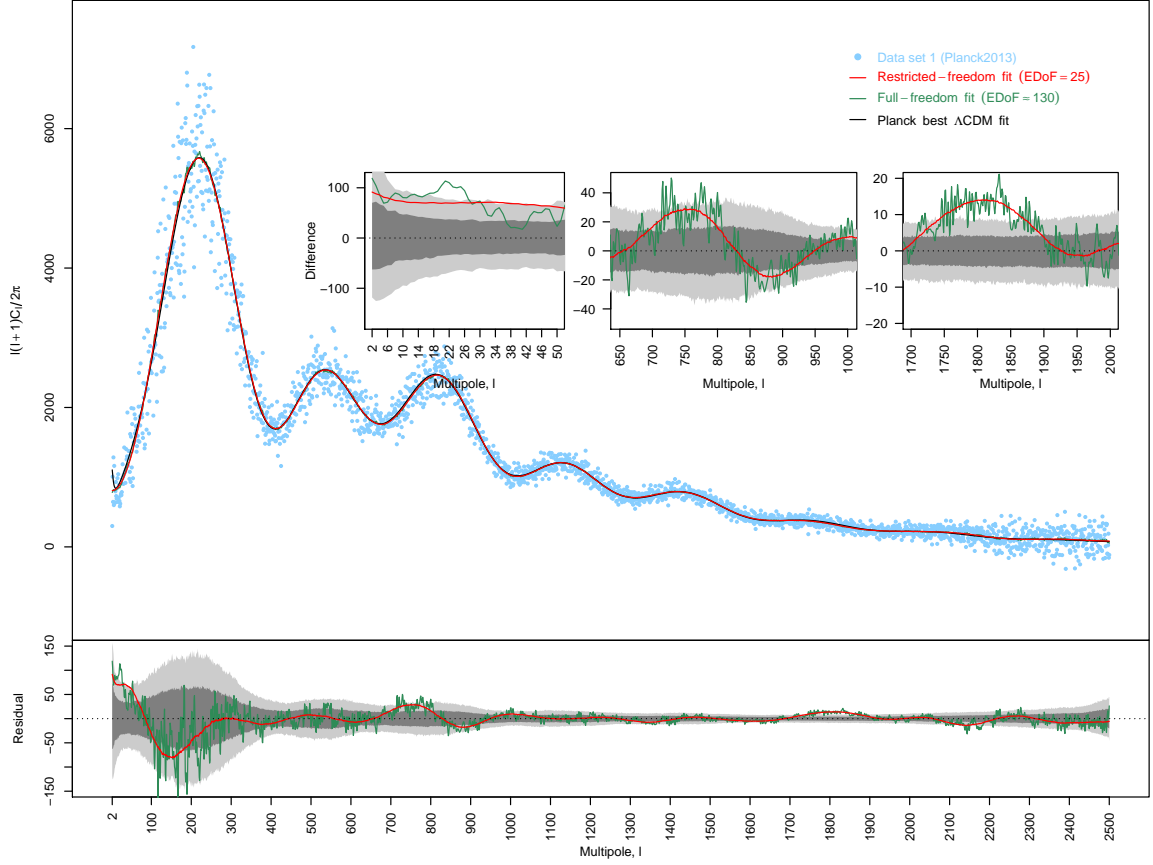 Data set 1 (Planck2013)
Restricted−freedom fit (EDoF=25)
Full−freedom fit (EDoF=130)
Planck best ΛCDM fit
l(l+1)Cl/2π
6000
4000
2000
0
Difference
100
0
−100
2 6 10 14 18 22 26 30 34 38 42 46 50
Multipole, l
40
20
0
−20
−40
650 700 750 800 850 900 950 1000
Multipole, l
20
10
0
−10
−20
1700 1750 1800 1850 1900 1950 2000
Multipole, l
Residual
150
50
−50
−150
2 100 200 300 400 500 600 700 800 900 1000 1100 1200 1300 1400 1500 1600 1700 1800 1900 2000 2100 2200 2300 2400 2500
Multipole, l